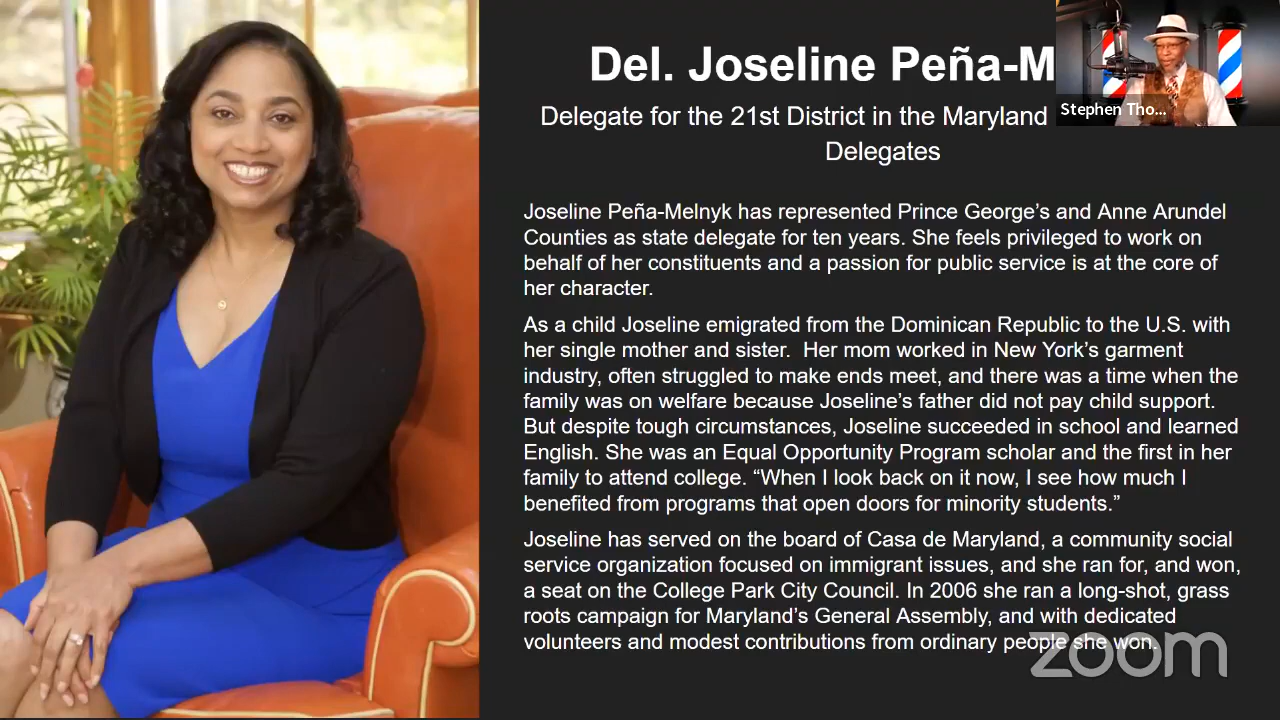 Del. Joseline Peña-M
Stephen Tho...
Delegate for the 21st District in the Maryland
Delegates
Joseline Peña-Melnyk has represented Prince George’s and Anne Arundel
Counties as state delegate for ten years. She feels privileged to work on
behalf of her constituents and a passion for public service is at the core of
her character.
As a child Joseline emigrated from the Dominican Republic to the U.S. with
her single mother and sister.  Her mom worked in New York’s garment
industry, often struggled to make ends meet, and there was a time when the
family was on welfare because Joseline’s father did not pay child support.
But despite tough circumstances, Joseline succeeded in school and learned
English. She was an Equal Opportunity Program scholar and the first in her
family to attend college. “When I look back on it now, I see how much I
benefited from programs that open doors for minority students.”
Joseline has served on the board of Casa de Maryland, a community social
service organization focused on immigrant issues, and she ran for, and won,
a seat on the College Park City Council. In 2006 she ran a long-shot, grass
roots campaign for Maryland’s General Assembly, and with dedicated
volunteers and modest contributions from ordinary people she won.
zoom